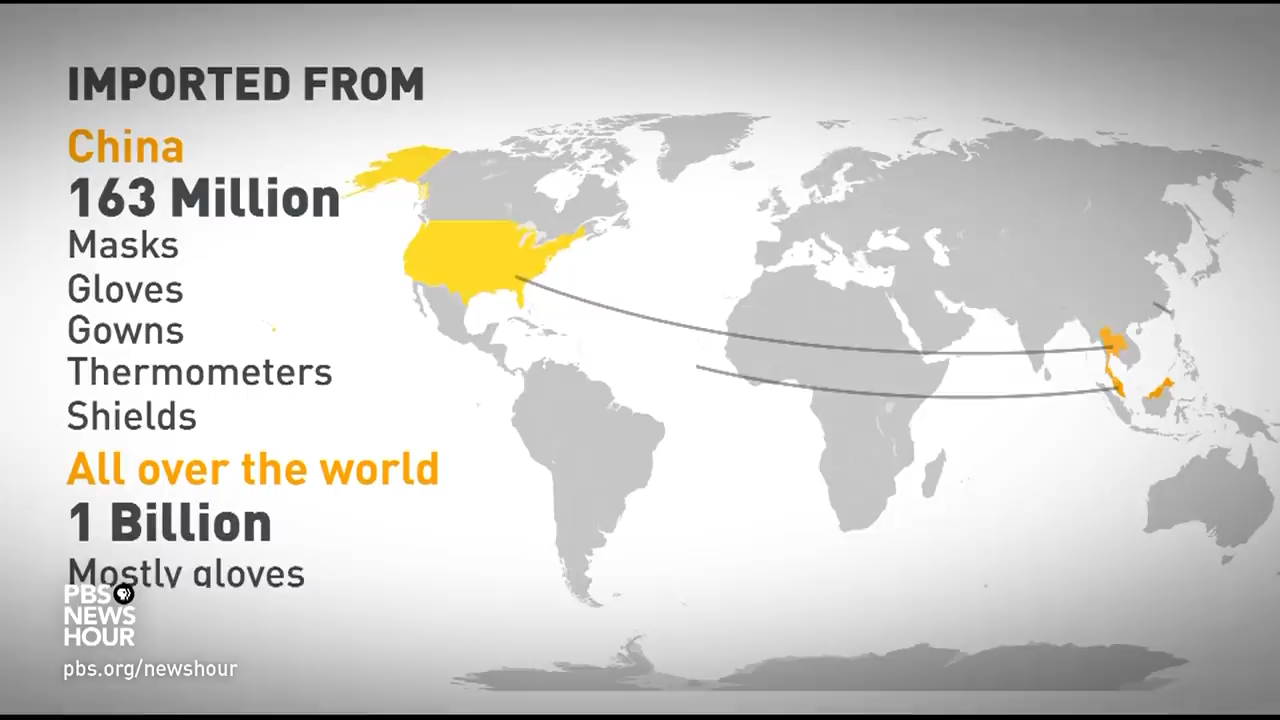 IMPORTED FROM
China
163 Million
Masks
Gloves
Gowns
Thermometers
Shields
All over the world
1 Billion
Mostly gloves
PBS
NEWS
HOUR
pbs.org/newshour